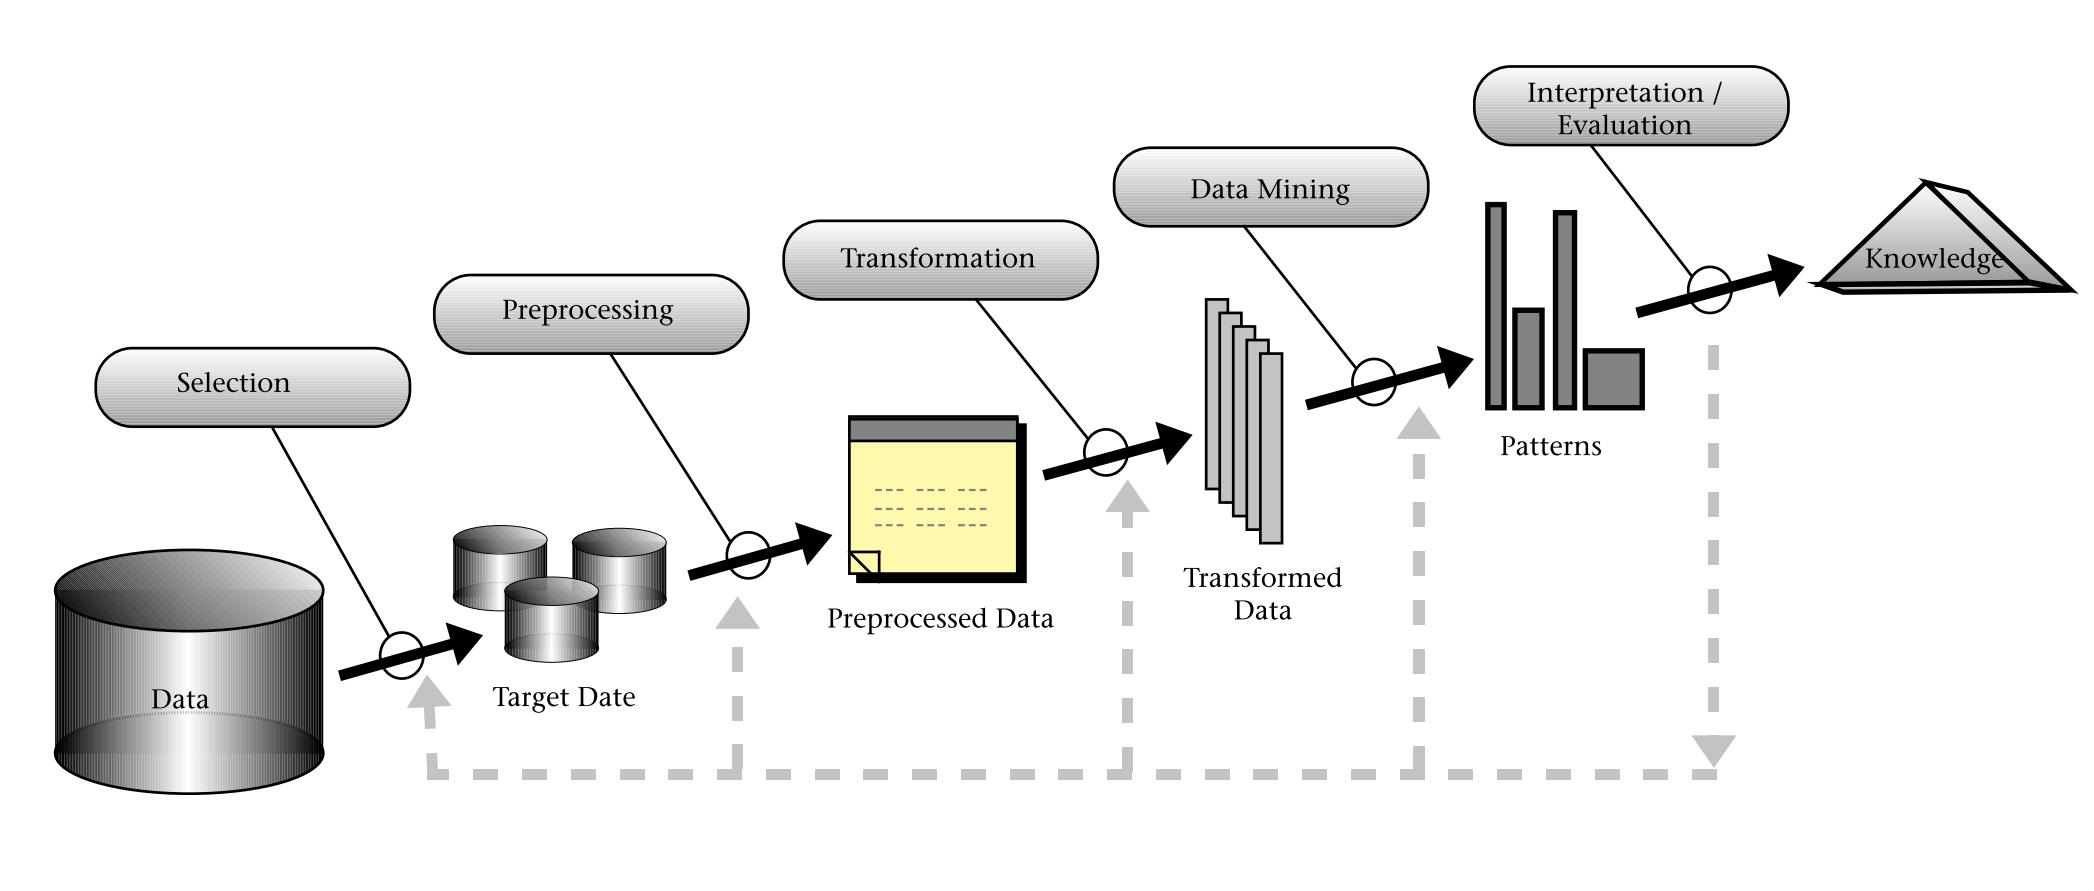 Interpretation /
Evaluation
Data Mining
Transformation
Preprocessing
Selection
Knowledge
Patterns
Transformed
Data
Preprocessed Data
Target Date
Data